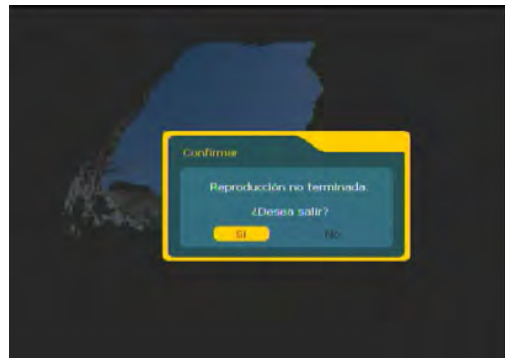 Confirmar
Reproducción no terminada.
¿Desea salir?
Sí No